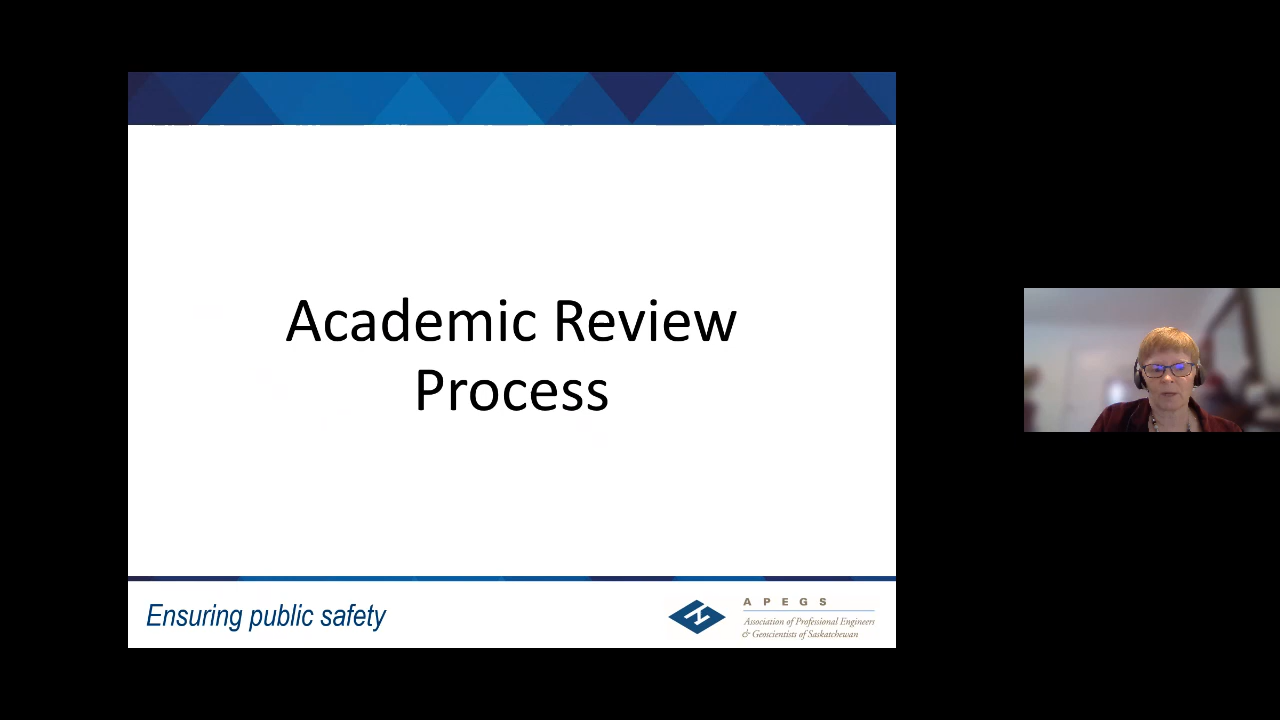 Academic Review
Process
Ensuring public safety
A P E G S
Association of Professional Engineers
& Geoscientists of Saskatchewan